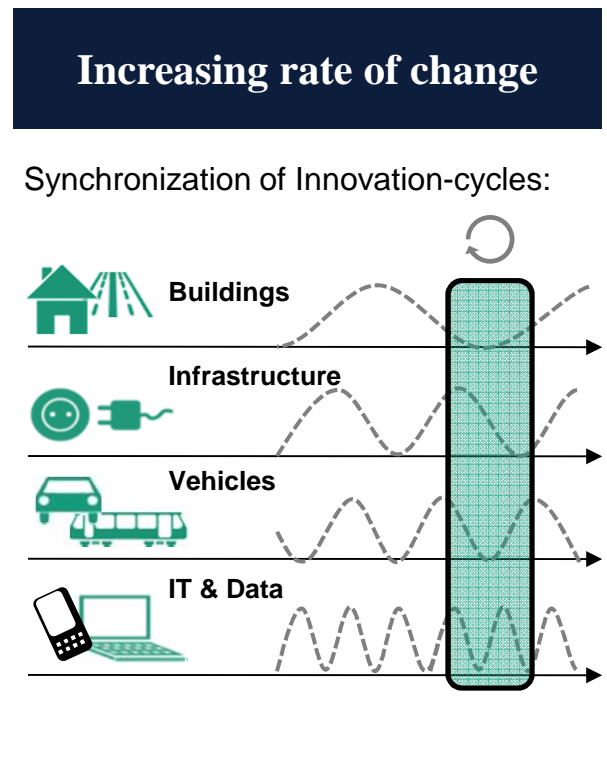 Increasing rate of change
Synchronization of Innovation-cycles:
Buildings
Infrastructure
Vehicles
IT & Data